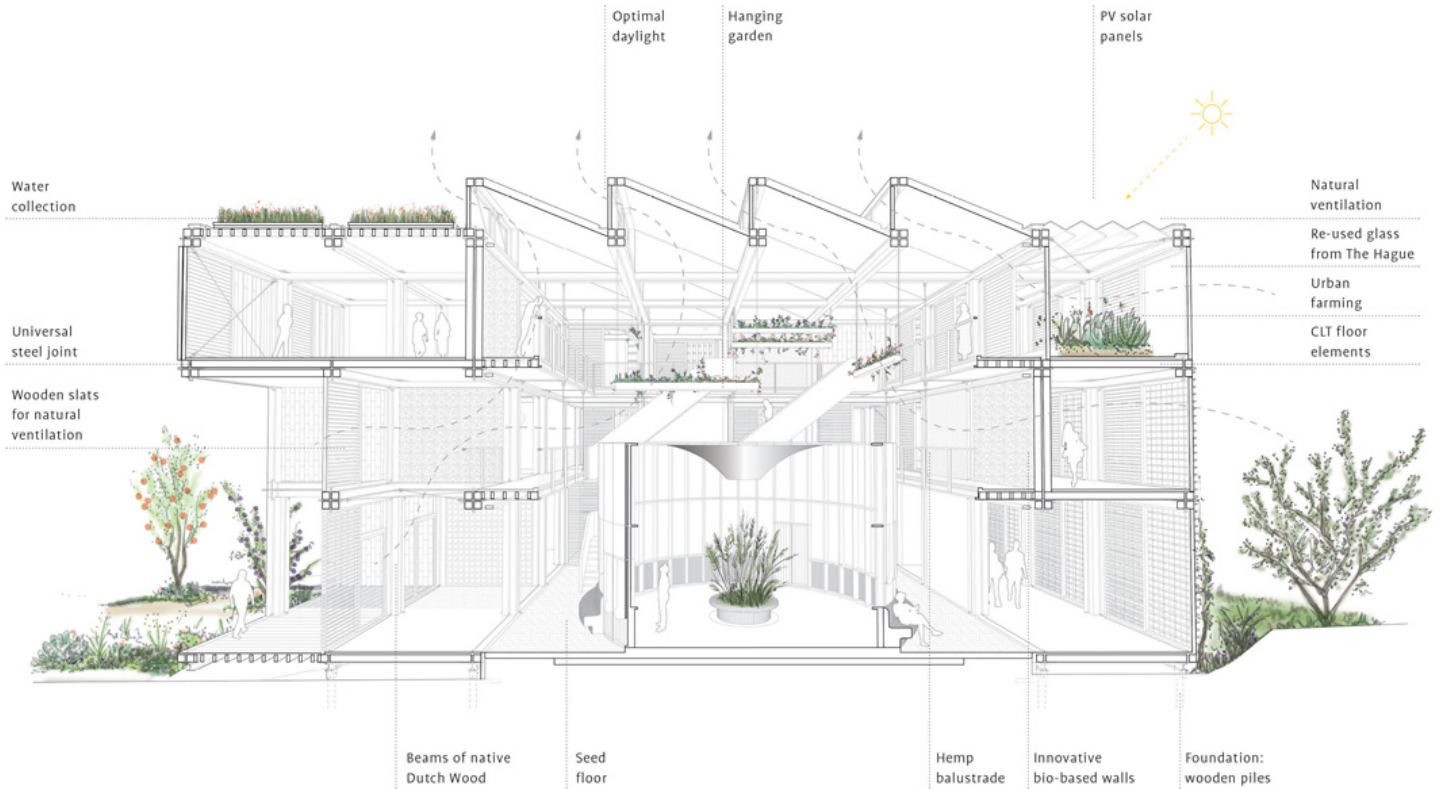 Optimal
daylight
Hanging
garden
PV solar
panels
Water
collection
Universal
steel joint
Wooden slats
for natural
ventilation
Natural
ventilation
Re-used glass
from The Hague
Urban
farming
CLT floor
elements
Beams of native
Dutch Wood
Seed
floor
Hemp
balustrade
Innovative
bio-based walls
Foundation:
wooden piles